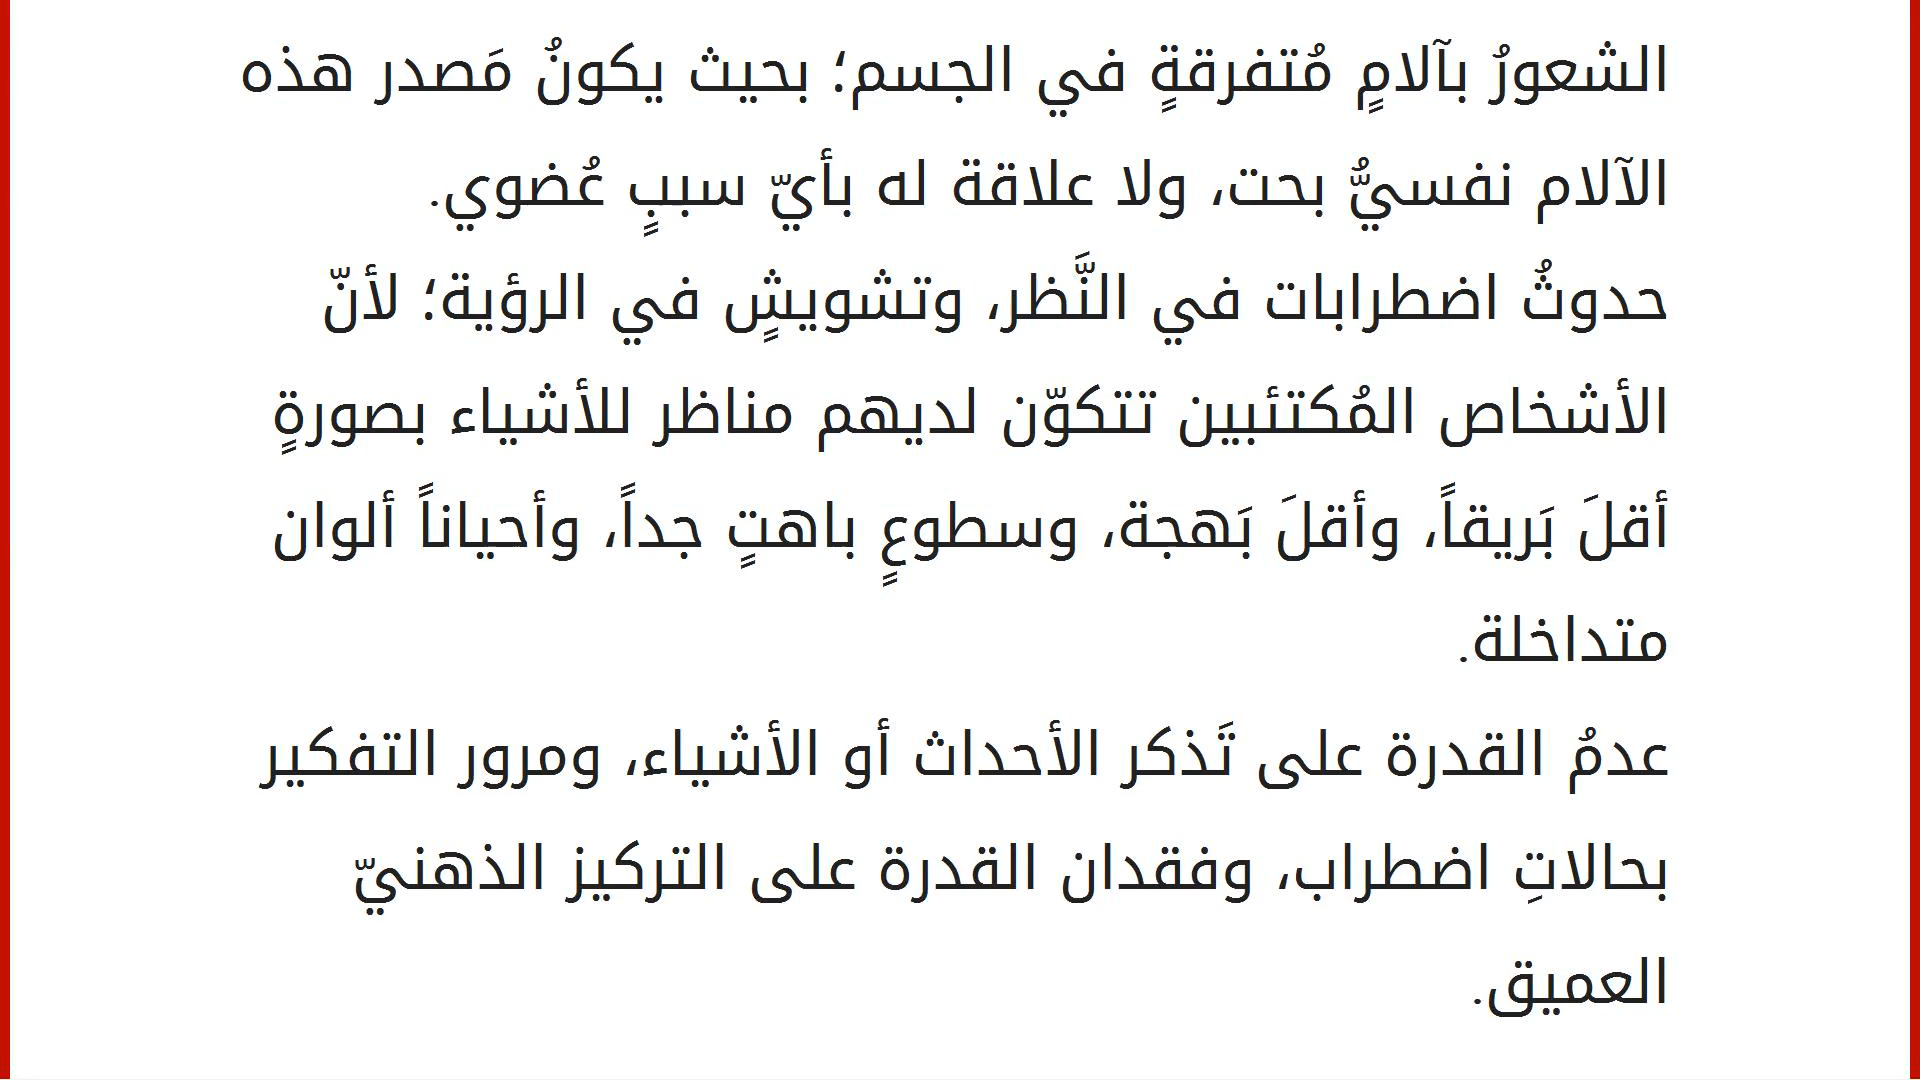 الشعورُ بآلامٍ مُتفرقةٍ في الجسم؛ بحيث يكونُ مَصدر هذه
الآلام نفسيُّ بحت، ولا علاقة له بأيّ سببٍ عُضوي.
حدوثُ اضطرابات في النَّظر، وتشويشٍ في الرؤية؛ لأنّ
الأشخاص المُكتئبين تتكوّن لديهم مناظر للأشياء بصورةٍ
أقلَ بَريقاً، وأقلَ بَهجة، وسطوعٍ باهتٍ جداً، وأحياناً ألوان
متداخلة.
عدمُ القدرة على تَذكر الأحداث أو الأشياء، ومرور التفكير
بحالاتِ اضطراب، وفقدان القدرة على التركيز الذهنيّ
العميق.